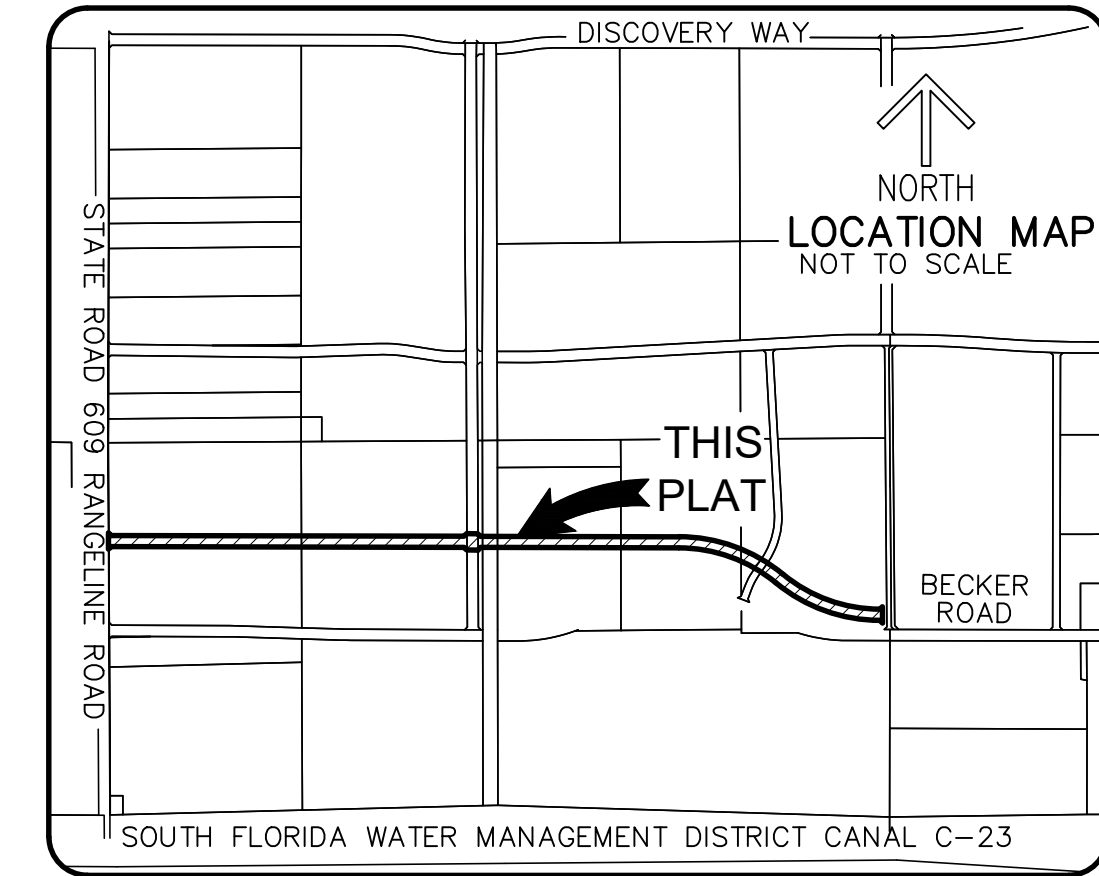 DISCOVERY WAY
NORTH
LOCATION MAP
NOT TO SCALE
STATE ROAD 609 RANGELINE ROAD
THIS
PLAT
BECKER
ROAD
SOUTH FLORIDA WATER MANAGEMENT DISTRICT CANAL C-23